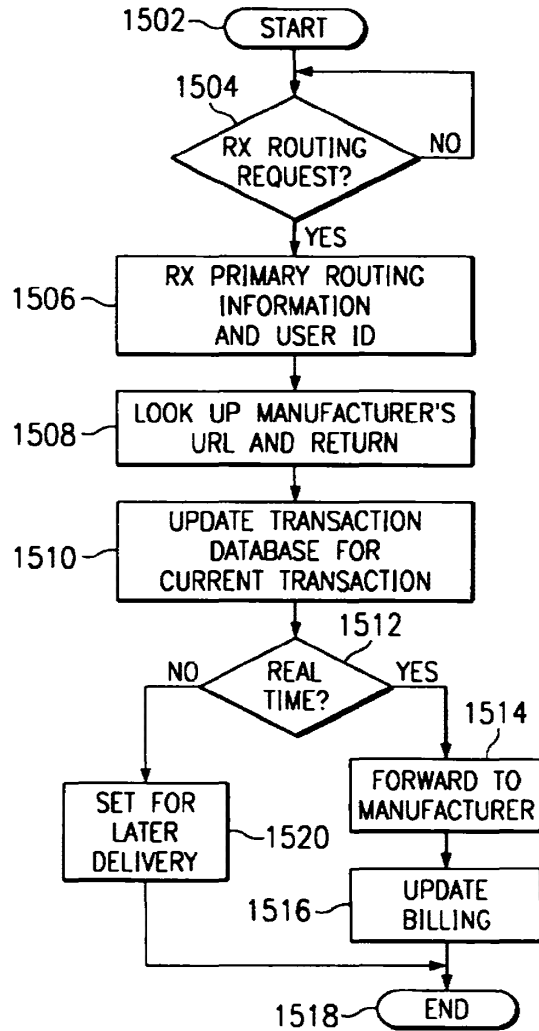 1502
START
1504
RX ROUTING
REQUEST?
NO
YES
1506
RX PRIMARY ROUTING
INFORMATION
AND USER ID
1508
LOOK UP MANUFACTURER'S
URL AND RETURN
1510
UPDATE TRANSACTION
DATABASE FOR
CURRENT TRANSACTION
1512
NO
REAL
TIME?
YES
1514
FORWARD TO
MANUFACTURER
SET FOR
LATER
DELIVERY
1520
1516
UPDATE
BILLING
1518
END